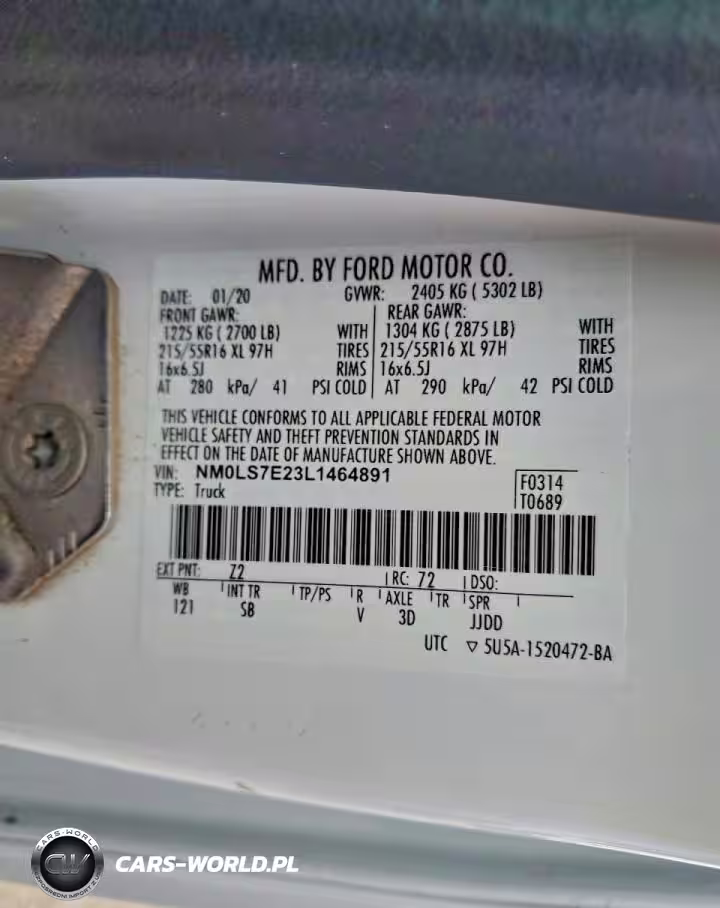 MFD. BY FORD MOTOR CO.
DATE: 01/20 GVWR: 2405 KG ( 5302 LB)
FRONT GAWR: REAR GAWR:
1225 KG ( 2700 LB) WITH 1304 KG ( 2875 LB) WITH
215/55R16 XL 97H TIRES 215/55R16 XL 97H TIRES
16x6.5J RIMS 16x6.5J RIMS
AT 280 kPa/ 41 PSI COLD AT 290 kPa/ 42 PSI COLD
THIS VEHICLE CONFORMS TO ALL APPLICABLE FEDERAL MOTOR
VEHICLE SAFETY AND THEFT PREVENTION STANDARDS IN
EFFECT ON THE DATE OF MANUFACTURE SHOWN ABOVE.
VIN: NM0LS7E23L1464891
TYPE: Truck
F0314
T0689
EXT PNT: Z2 RC: 72 DSO:
WB INT TR TP/PS R AXLE TR SPR
121 SB V 3D JJDD
UTC ▽ 5U5A-1520472-BA
CARS-WORLD
CW
CARS-WORLD.PL